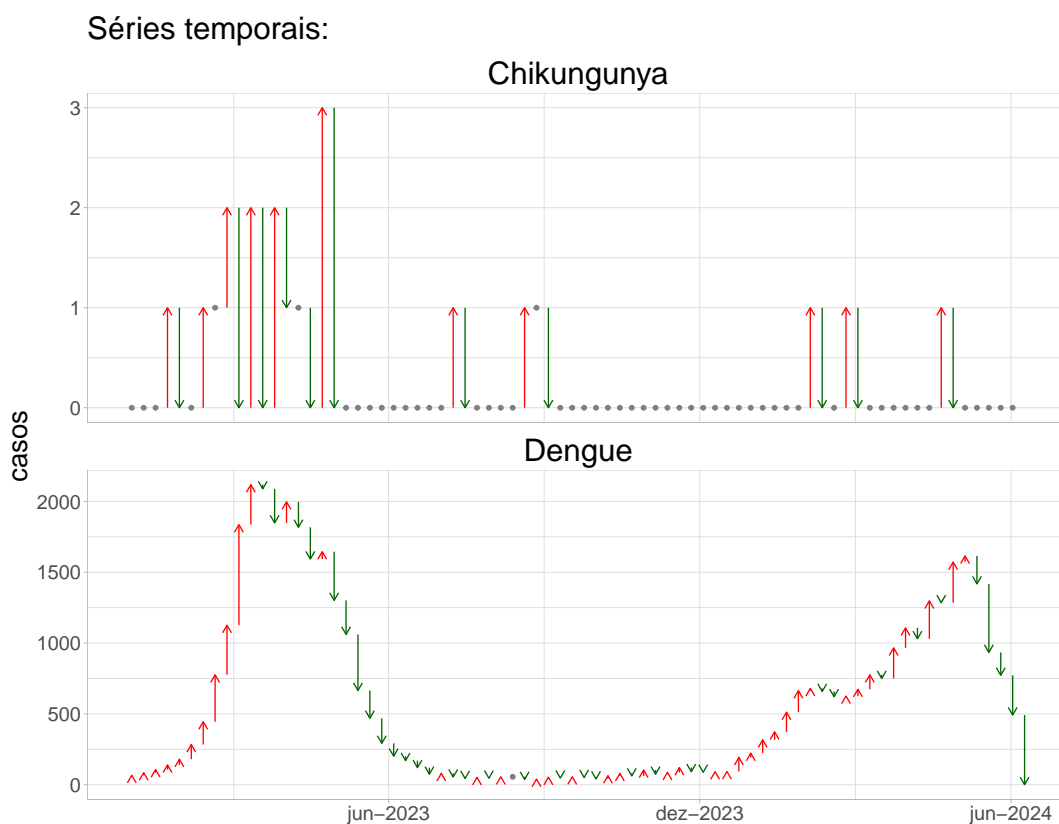 Séries temporais:
Chikungunya
3
2
1
0
casos
Dengue
2000
1500
1000
500
0
jun−2023
dez−2023
jun−2024